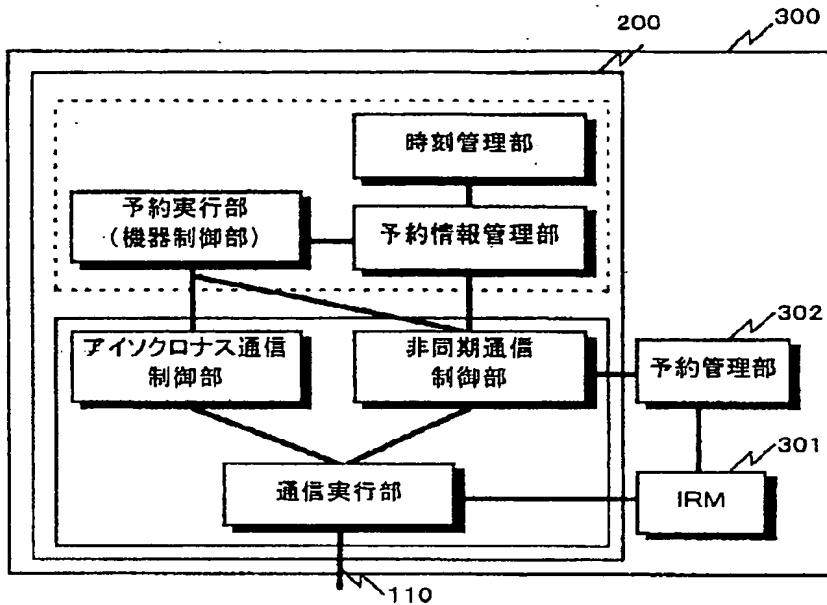 200
300
時刻管理部
予約実行部
(機器制御部)
予約情報管理部
アイソクロナス通信
制御部
非同期通信
制御部
302
予約管理部
通信実行部
301
IRM
110